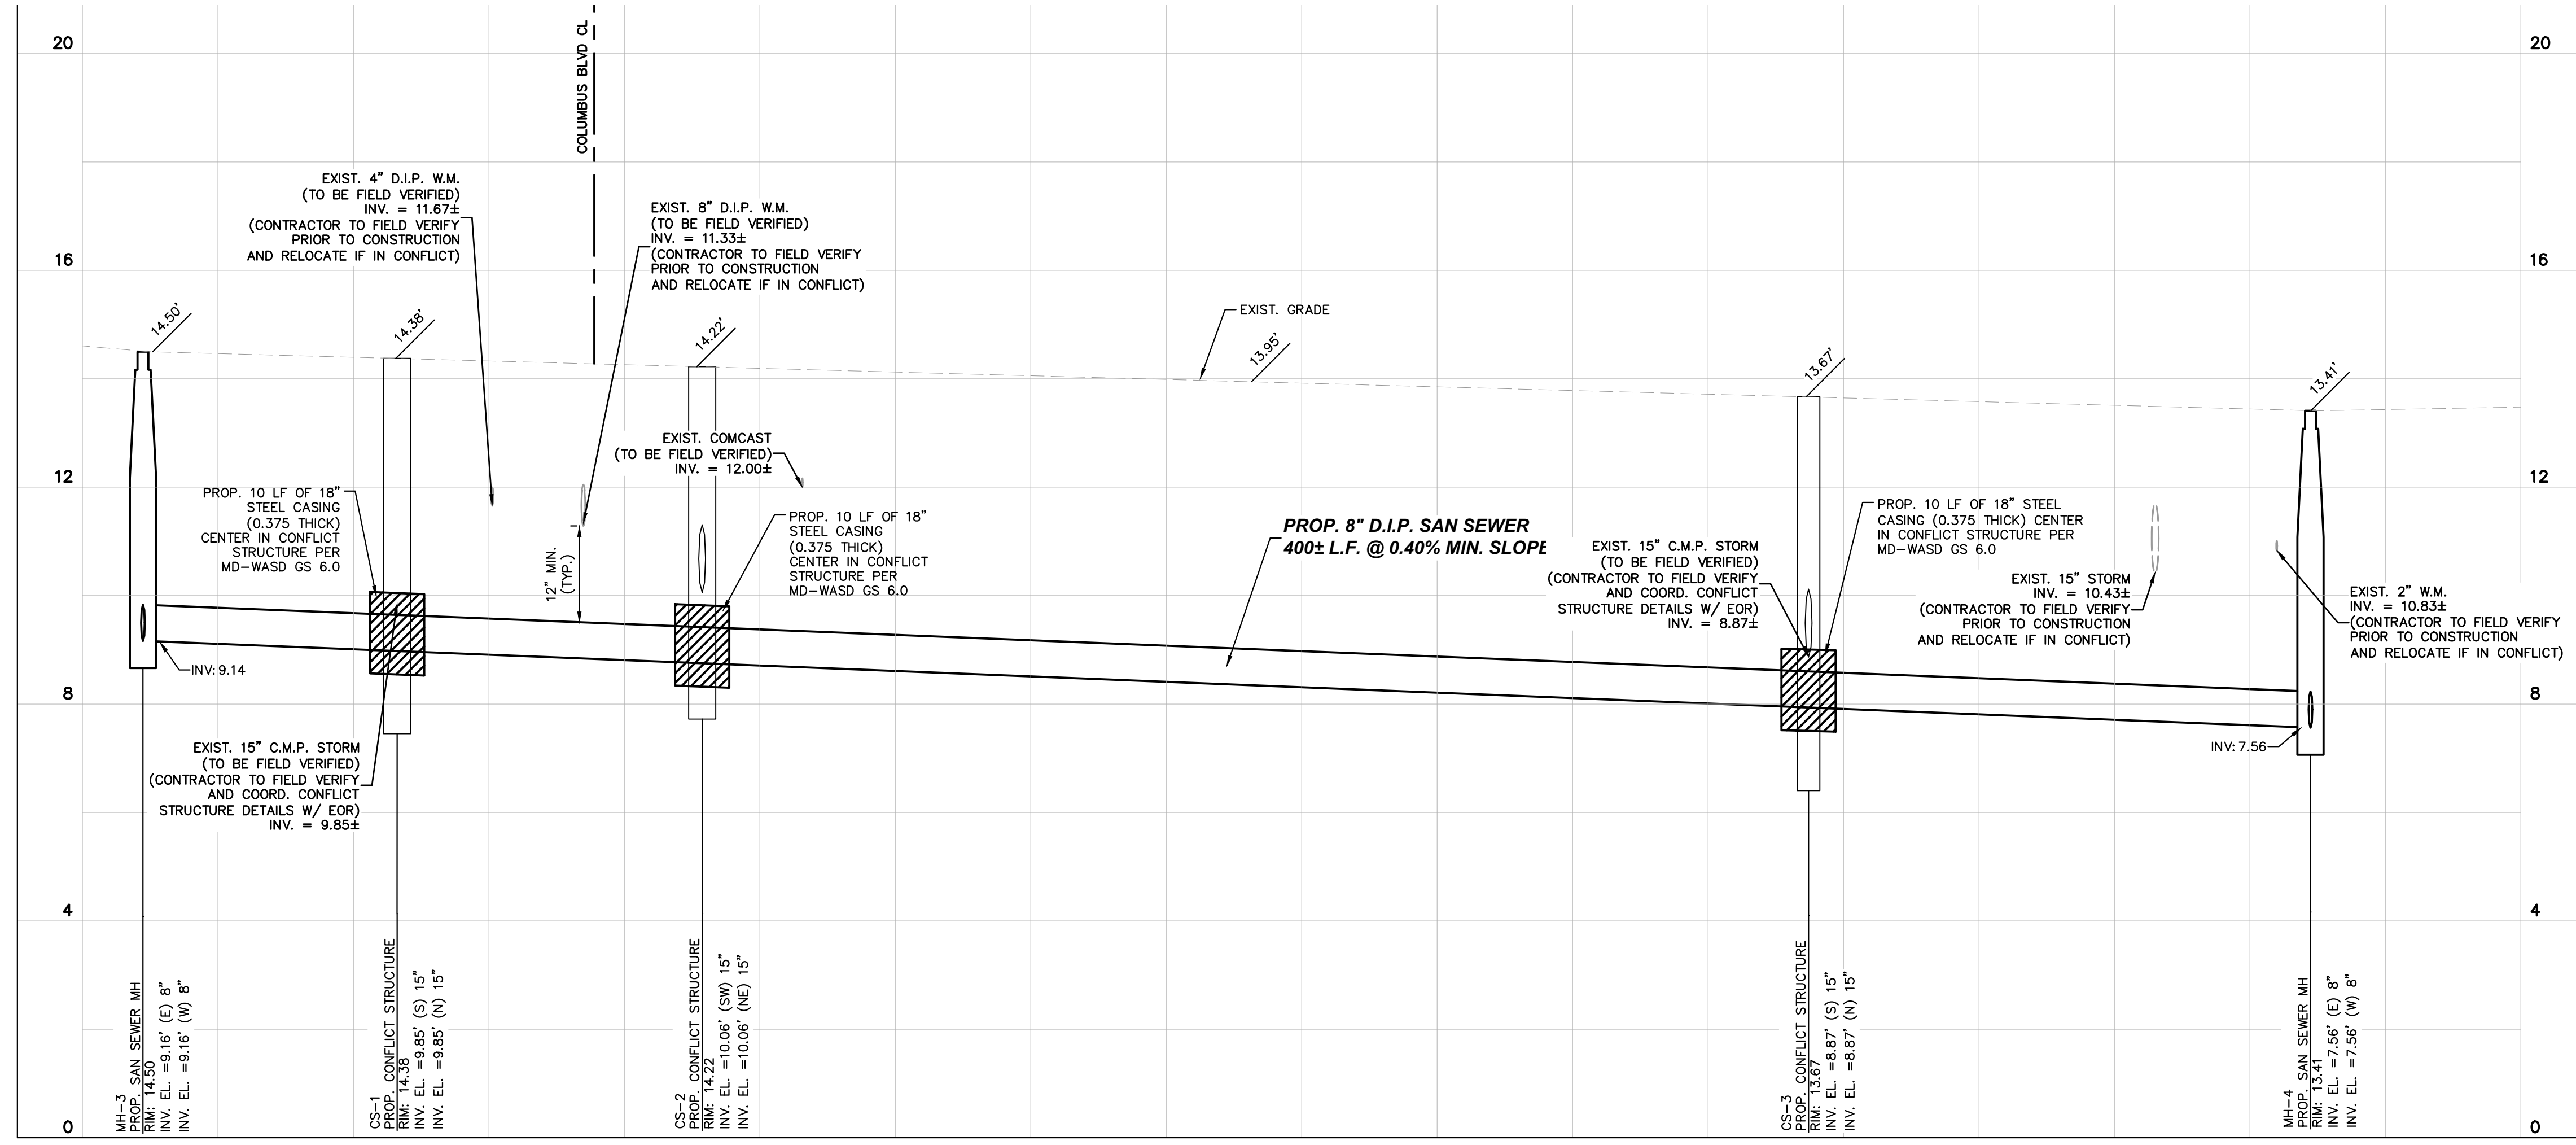 20
20
COLUMBUS BLVD CL
EXIST. 4" D.I.P. W.M.
(TO BE FIELD VERIFIED)
INV. = 11.67±
(CONTRACTOR TO FIELD VERIFY
PRIOR TO CONSTRUCTION
AND RELOCATE IF IN CONFLICT)
EXIST. 8" D.I.P. W.M.
(TO BE FIELD VERIFIED)
INV. = 11.33±
(CONTRACTOR TO FIELD VERIFY
PRIOR TO CONSTRUCTION
AND RELOCATE IF IN CONFLICT)
16
16
14.50'
14.38'
14.22'
EXIST. GRADE
13.95'
13.67'
13.41'
EXIST. COMCAST
(TO BE FIELD VERIFIED)
INV. = 12.00±
12
12
PROP. 10 LF OF 18"
STEEL CASING
(0.375 THICK)
CENTER IN CONFLICT
STRUCTURE PER
MD-WASD GS 6.0
12" MIN.
(TYP.)
PROP. 10 LF OF 18"
STEEL CASING
(0.375 THICK)
CENTER IN CONFLICT
STRUCTURE PER
MD-WASD GS 6.0
PROP. 8" D.I.P. SAN SEWER
400± L.F. @ 0.40% MIN. SLOPE
EXIST. 15" C.M.P. STORM
(TO BE FIELD VERIFIED)
(CONTRACTOR TO FIELD VERIFY
AND COORD. CONFLICT
STRUCTURE DETAILS W/ EOR)
INV. = 8.87±
PROP. 10 LF OF 18" STEEL
CASING (0.375 THICK) CENTER
IN CONFLICT STRUCTURE PER
MD-WASD GS 6.0
EXIST. 15" STORM
INV. = 10.43±
(CONTRACTOR TO FIELD VERIFY
PRIOR TO CONSTRUCTION
AND RELOCATE IF IN CONFLICT)
EXIST. 2" W.M.
INV. = 10.83±
(CONTRACTOR TO FIELD VERIFY
PRIOR TO CONSTRUCTION
AND RELOCATE IF IN CONFLICT)
INV: 9.14
8
8
INV: 7.56
EXIST. 15" C.M.P. STORM
(TO BE FIELD VERIFIED)
(CONTRACTOR TO FIELD VERIFY
AND COORD. CONFLICT
STRUCTURE DETAILS W/ EOR)
INV. = 9.85±
4
4
MH-3
PROP. SAN SEWER MH
RIM: 14.50
INV. EL. =9.16' (E) 8"
INV. EL. =9.16' (W) 8"
CS-1
PROP. CONFLICT STRUCTURE
RIM: 14.38
INV. EL. =9.85' (S) 15"
INV. EL. =9.85' (N) 15"
CS-2
PROP. CONFLICT STRUCTURE
RIM: 14.22
INV. EL. =10.06' (SW) 15"
INV. EL. =10.06' (NE) 15"
CS-3
PROP. CONFLICT STRUCTURE
RIM: 13.67
INV. EL. =8.87' (S) 15"
INV. EL. =8.87' (N) 15"
MH-4
PROP. SAN SEWER MH
RIM: 13.41
INV. EL. =7.56' (E) 8"
INV. EL. =7.56' (W) 8"
0
0